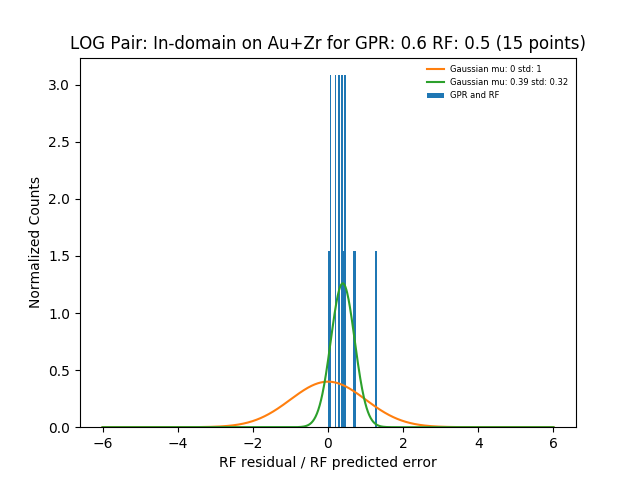 LOG Pair: In-domain on Au+Zr for GPR: 0.6 RF: 0.5 (15 points)
Gaussian mu: 0 std: 1
Gaussian mu: 0.39 std: 0.32
GPR and RF
Normalized Counts
3.0
2.5
2.0
1.5
1.0
0.5
0.0
−6 −4 −2 0 2 4 6
RF residual / RF predicted error